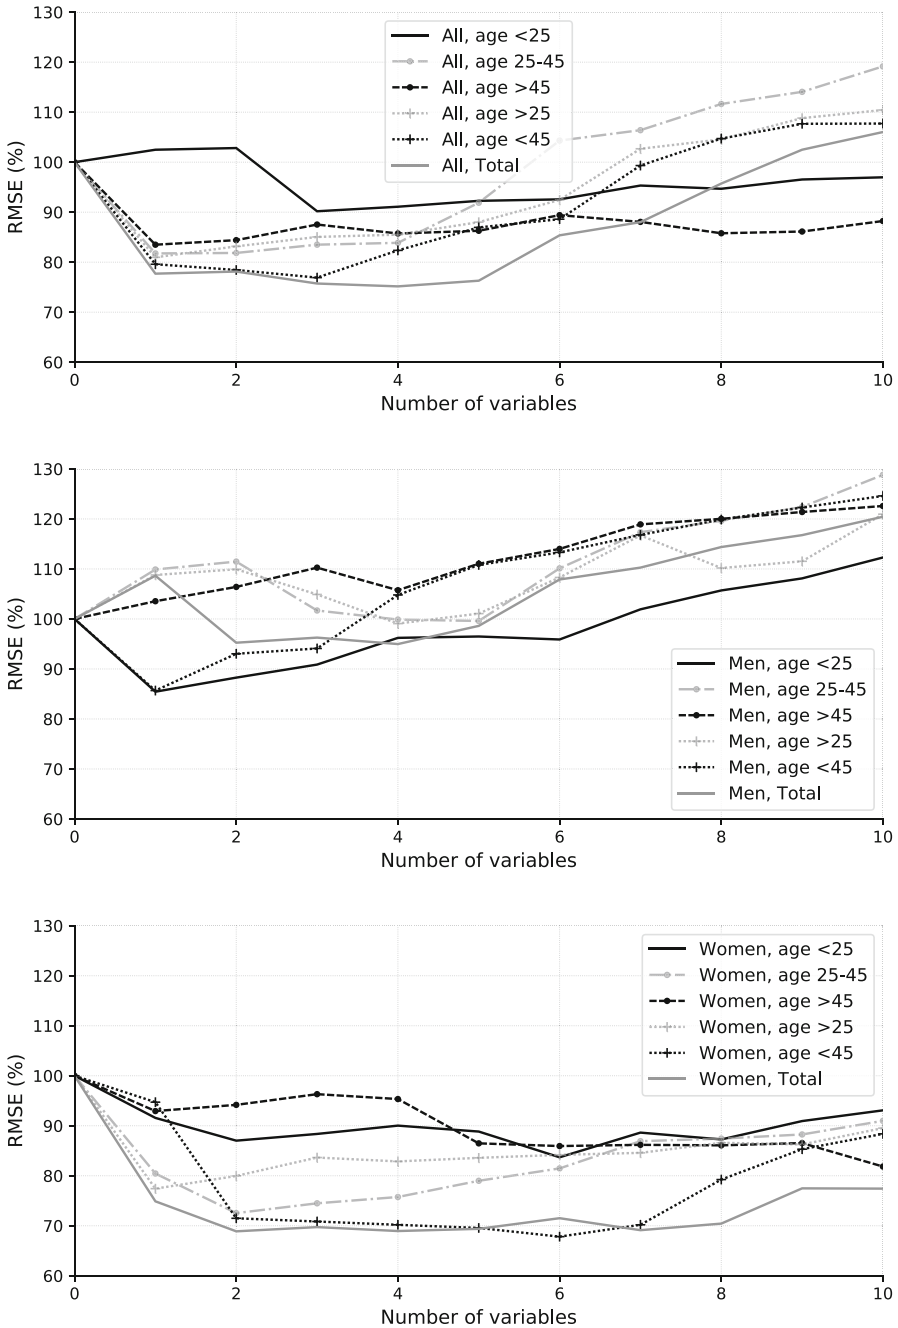 130
120
110
100
90
80
70
60
RMSE (%)
All, age <25
All, age 25-45
All, age >45
All, age >25
All, age <45
All, Total
0 2 4 6 8 10
Number of variables
130
120
110
100
90
80
70
60
RMSE (%)
Men, age <25
Men, age 25-45
Men, age >45
Men, age >25
Men, age <45
Men, Total
0 2 4 6 8 10
Number of variables
130
120
110
100
90
80
70
60
RMSE (%)
Women, age <25
Women, age 25-45
Women, age >45
Women, age >25
Women, age <45
Women, Total
0 2 4 6 8 10
Number of variables